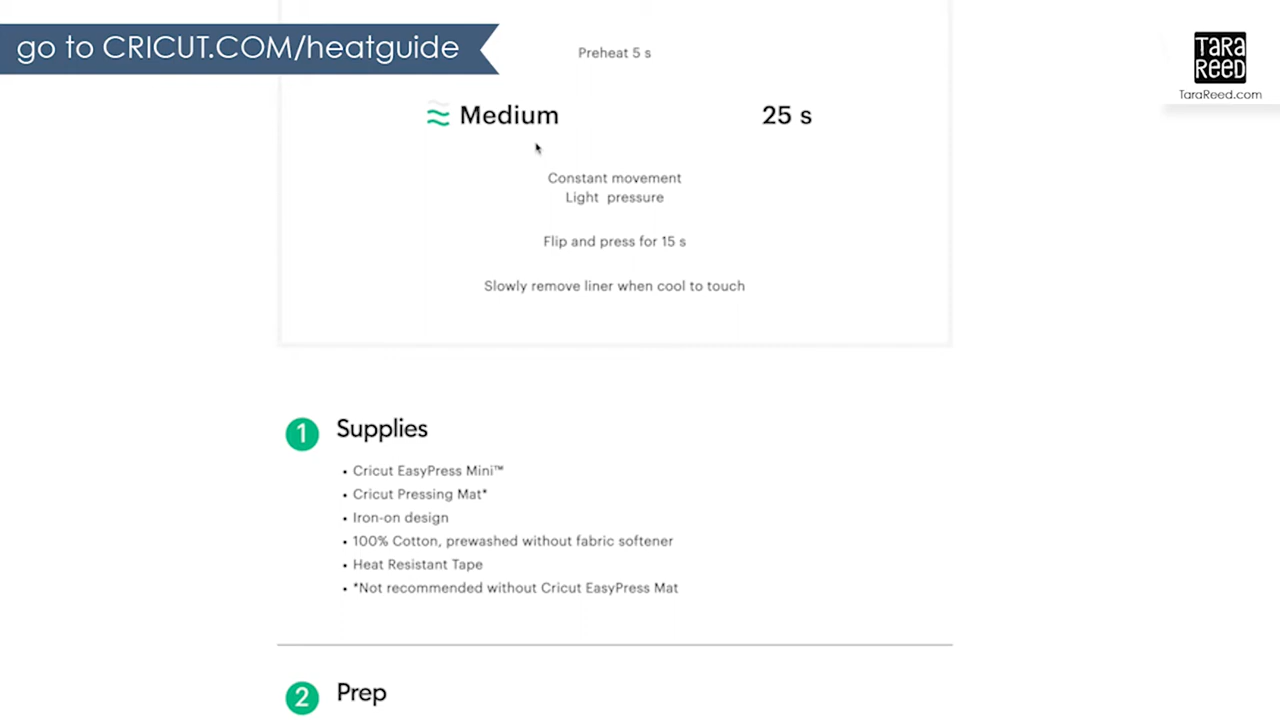 go to CRICUT.COM/heatguide
TARA
REED
TaraReed.com
Preheat 5 s
Medium 25 s
Constant movement
Light pressure
Flip and press for 15 s
Slowly remove liner when cool to touch
1 Supplies
• Cricut EasyPress Mini™
• Cricut Pressing Mat*
• Iron-on design
• 100% Cotton, prewashed without fabric softener
• Heat Resistant Tape
• *Not recommended without Cricut EasyPress Mat
2 Prep